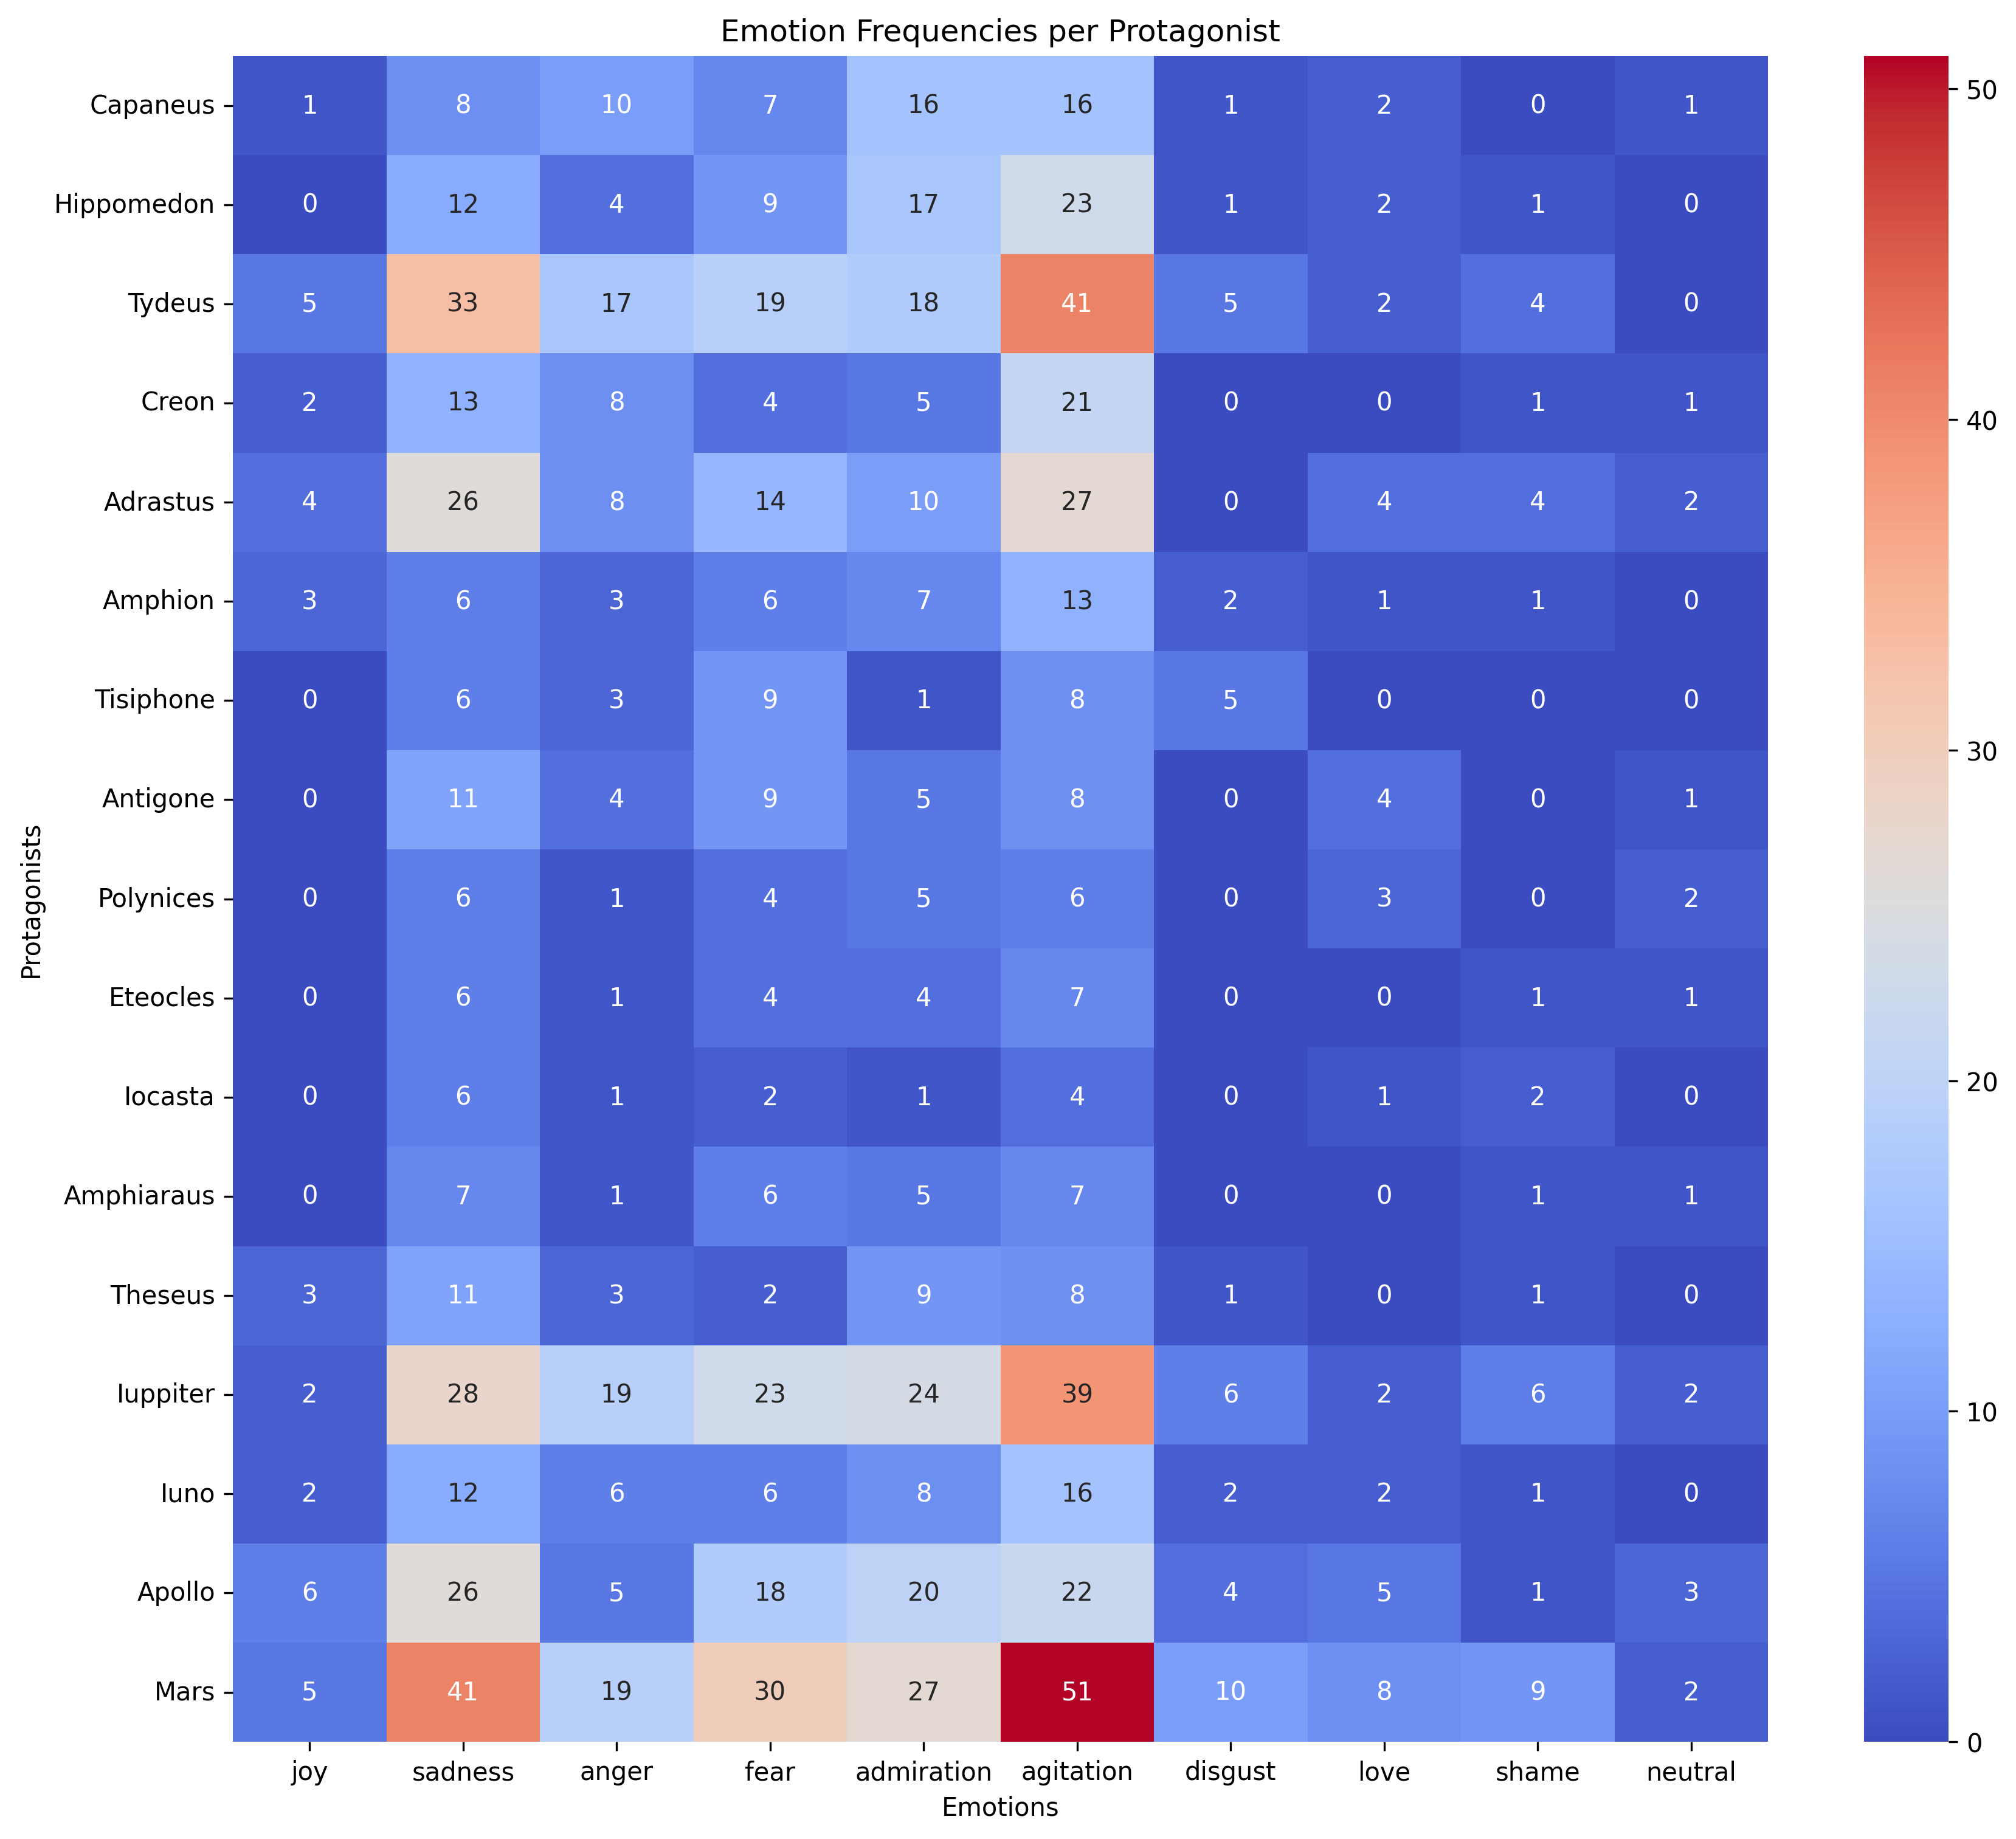 Emotion Frequencies per Protagonist
Capaneus 1 8 10 7 16 16 1 2 0 1
Hippomedon 0 12 4 9 17 23 1 2 1 0
Tydeus 5 33 17 19 18 41 5 2 4 0
Creon 2 13 8 4 5 21 0 0 1 1
Adrastus 4 26 8 14 10 27 0 4 4 2
Amphion 3 6 3 6 7 13 2 1 1 0
Tisiphone 0 6 3 9 1 8 5 0 0 0
Antigone 0 11 4 9 5 8 0 4 0 1
Polynices 0 6 1 4 5 6 0 3 0 2
Eteocles 0 6 1 4 4 7 0 0 1 1
Iocasta 0 6 1 2 1 4 0 1 2 0
Amphiaraus 0 7 1 6 5 7 0 0 1 1
Theseus 3 11 3 2 9 8 1 0 1 0
Iuppiter 2 28 19 23 24 39 6 2 6 2
Iuno 2 12 6 6 8 16 2 2 1 0
Apollo 6 26 5 18 20 22 4 5 1 3
Mars 5 41 19 30 27 51 10 8 9 2
joy sadness anger fear admiration agitation disgust love shame neutral
Emotions
Protagonists
50
40
30
20
10
0